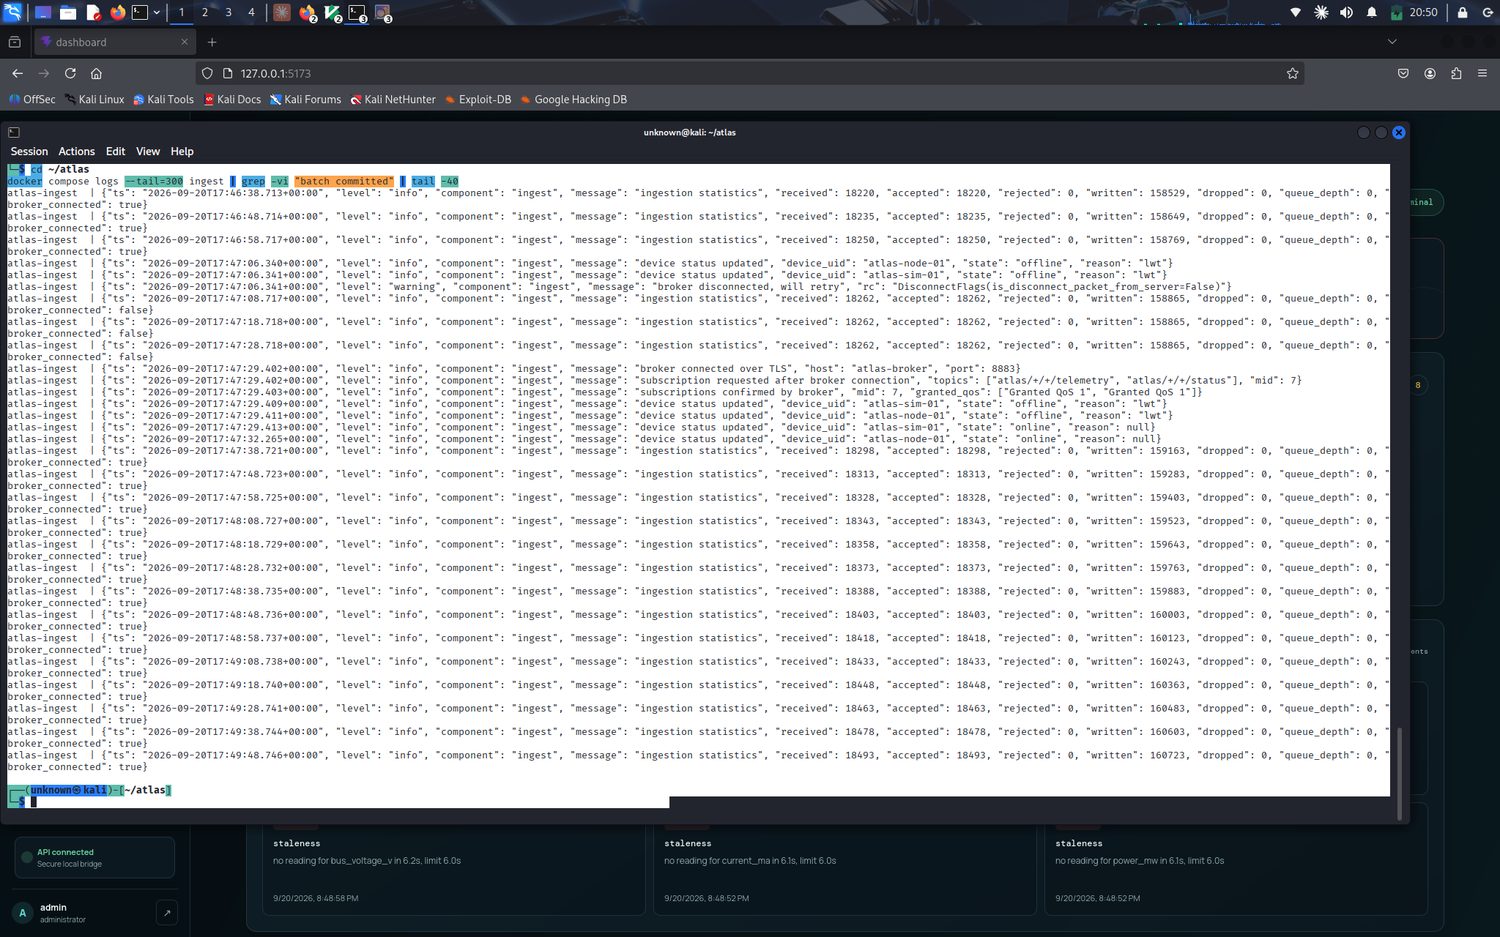 1 2 3 4 2 2 3 3 20:50
dashboard
127.0.0.1:5173
OffSec Kali Linux Kali Tools Kali Docs Kali Forums Kali NetHunter Exploit-DB Google Hacking DB
unknown@kali: ~/atlas
Session Actions Edit View Help
$ cd ~/atlas
docker compose logs --tail=300 ingest | grep -vi "batch committed" | tail -40
atlas-ingest | {"ts": "2026-09-20T17:46:38.713+00:00", "level": "info", "component": "ingest", "message": "ingestion statistics", "received": 18220, "accepted": 18220, "rejected": 0, "written": 158529, "dropped": 0, "queue_depth": 0, "
broker_connected": true}
atlas-ingest | {"ts": "2026-09-20T17:46:48.714+00:00", "level": "info", "component": "ingest", "message": "ingestion statistics", "received": 18235, "accepted": 18235, "rejected": 0, "written": 158649, "dropped": 0, "queue_depth": 0, "
broker_connected": true}
atlas-ingest | {"ts": "2026-09-20T17:46:58.717+00:00", "level": "info", "component": "ingest", "message": "ingestion statistics", "received": 18250, "accepted": 18250, "rejected": 0, "written": 158769, "dropped": 0, "queue_depth": 0, "
broker_connected": true}
atlas-ingest | {"ts": "2026-09-20T17:47:06.340+00:00", "level": "info", "component": "ingest", "message": "device status updated", "device_uid": "atlas-node-01", "state": "offline", "reason": "lwt"}
atlas-ingest | {"ts": "2026-09-20T17:47:06.341+00:00", "level": "info", "component": "ingest", "message": "device status updated", "device_uid": "atlas-sim-01", "state": "offline", "reason": "lwt"}
atlas-ingest | {"ts": "2026-09-20T17:47:06.341+00:00", "level": "warning", "component": "ingest", "message": "broker disconnected, will retry", "rc": "DisconnectFlags(is_disconnect_packet_from_server=False)"}
atlas-ingest | {"ts": "2026-09-20T17:47:08.717+00:00", "level": "info", "component": "ingest", "message": "ingestion statistics", "received": 18262, "accepted": 18262, "rejected": 0, "written": 158865, "dropped": 0, "queue_depth": 0, "
broker_connected": false}
atlas-ingest | {"ts": "2026-09-20T17:47:18.718+00:00", "level": "info", "component": "ingest", "message": "ingestion statistics", "received": 18262, "accepted": 18262, "rejected": 0, "written": 158865, "dropped": 0, "queue_depth": 0, "
broker_connected": false}
atlas-ingest | {"ts": "2026-09-20T17:47:28.718+00:00", "level": "info", "component": "ingest", "message": "ingestion statistics", "received": 18262, "accepted": 18262, "rejected": 0, "written": 158865, "dropped": 0, "queue_depth": 0, "
broker_connected": false}
atlas-ingest | {"ts": "2026-09-20T17:47:29.402+00:00", "level": "info", "component": "ingest", "message": "broker connected over TLS", "host": "atlas-broker", "port": 8883}
atlas-ingest | {"ts": "2026-09-20T17:47:29.402+00:00", "level": "info", "component": "ingest", "message": "subscription requested after broker connection", "topics": ["atlas/+/+/telemetry", "atlas/+/+/status"], "mid": 7}
atlas-ingest | {"ts": "2026-09-20T17:47:29.403+00:00", "level": "info", "component": "ingest", "message": "subscriptions confirmed by broker", "mid": 7, "granted_qos": ["Granted QoS 1", "Granted QoS 1"]}
atlas-ingest | {"ts": "2026-09-20T17:47:29.409+00:00", "level": "info", "component": "ingest", "message": "device status updated", "device_uid": "atlas-sim-01", "state": "offline", "reason": "lwt"}
atlas-ingest | {"ts": "2026-09-20T17:47:29.411+00:00", "level": "info", "component": "ingest", "message": "device status updated", "device_uid": "atlas-node-01", "state": "offline", "reason": "lwt"}
atlas-ingest | {"ts": "2026-09-20T17:47:29.413+00:00", "level": "info", "component": "ingest", "message": "device status updated", "device_uid": "atlas-sim-01", "state": "online", "reason": null}
atlas-ingest | {"ts": "2026-09-20T17:47:32.265+00:00", "level": "info", "component": "ingest", "message": "device status updated", "device_uid": "atlas-node-01", "state": "online", "reason": null}
atlas-ingest | {"ts": "2026-09-20T17:47:38.721+00:00", "level": "info", "component": "ingest", "message": "ingestion statistics", "received": 18298, "accepted": 18298, "rejected": 0, "written": 159163, "dropped": 0, "queue_depth": 0, "
broker_connected": true}
atlas-ingest | {"ts": "2026-09-20T17:47:48.723+00:00", "level": "info", "component": "ingest", "message": "ingestion statistics", "received": 18313, "accepted": 18313, "rejected": 0, "written": 159283, "dropped": 0, "queue_depth": 0, "
broker_connected": true}
atlas-ingest | {"ts": "2026-09-20T17:47:58.725+00:00", "level": "info", "component": "ingest", "message": "ingestion statistics", "received": 18328, "accepted": 18328, "rejected": 0, "written": 159403, "dropped": 0, "queue_depth": 0, "
broker_connected": true}
atlas-ingest | {"ts": "2026-09-20T17:48:08.727+00:00", "level": "info", "component": "ingest", "message": "ingestion statistics", "received": 18343, "accepted": 18343, "rejected": 0, "written": 159523, "dropped": 0, "queue_depth": 0, "
broker_connected": true}
atlas-ingest | {"ts": "2026-09-20T17:48:18.729+00:00", "level": "info", "component": "ingest", "message": "ingestion statistics", "received": 18358, "accepted": 18358, "rejected": 0, "written": 159643, "dropped": 0, "queue_depth": 0, "
broker_connected": true}
atlas-ingest | {"ts": "2026-09-20T17:48:28.732+00:00", "level": "info", "component": "ingest", "message": "ingestion statistics", "received": 18373, "accepted": 18373, "rejected": 0, "written": 159763, "dropped": 0, "queue_depth": 0, "
broker_connected": true}
atlas-ingest | {"ts": "2026-09-20T17:48:38.735+00:00", "level": "info", "component": "ingest", "message": "ingestion statistics", "received": 18388, "accepted": 18388, "rejected": 0, "written": 159883, "dropped": 0, "queue_depth": 0, "
broker_connected": true}
atlas-ingest | {"ts": "2026-09-20T17:48:48.736+00:00", "level": "info", "component": "ingest", "message": "ingestion statistics", "received": 18403, "accepted": 18403, "rejected": 0, "written": 160003, "dropped": 0, "queue_depth": 0, "
broker_connected": true}
atlas-ingest | {"ts": "2026-09-20T17:48:58.737+00:00", "level": "info", "component": "ingest", "message": "ingestion statistics", "received": 18418, "accepted": 18418, "rejected": 0, "written": 160123, "dropped": 0, "queue_depth": 0, "
broker_connected": true}
atlas-ingest | {"ts": "2026-09-20T17:49:08.738+00:00", "level": "info", "component": "ingest", "message": "ingestion statistics", "received": 18433, "accepted": 18433, "rejected": 0, "written": 160243, "dropped": 0, "queue_depth": 0, "
broker_connected": true}
atlas-ingest | {"ts": "2026-09-20T17:49:18.740+00:00", "level": "info", "component": "ingest", "message": "ingestion statistics", "received": 18448, "accepted": 18448, "rejected": 0, "written": 160363, "dropped": 0, "queue_depth": 0, "
broker_connected": true}
atlas-ingest | {"ts": "2026-09-20T17:49:28.741+00:00", "level": "info", "component": "ingest", "message": "ingestion statistics", "received": 18463, "accepted": 18463, "rejected": 0, "written": 160483, "dropped": 0, "queue_depth": 0, "
broker_connected": true}
atlas-ingest | {"ts": "2026-09-20T17:49:38.744+00:00", "level": "info", "component": "ingest", "message": "ingestion statistics", "received": 18478, "accepted": 18478, "rejected": 0, "written": 160603, "dropped": 0, "queue_depth": 0, "
broker_connected": true}
atlas-ingest | {"ts": "2026-09-20T17:49:48.746+00:00", "level": "info", "component": "ingest", "message": "ingestion statistics", "received": 18493, "accepted": 18493, "rejected": 0, "written": 160723, "dropped": 0, "queue_depth": 0, "
broker_connected": true}
(unknown㉿kali)-[~/atlas]
$
minal
8
ents
staleness
no reading for bus_voltage_v in 6.2s, limit 6.0s
9/20/2026, 8:48:58 PM
staleness
no reading for current_ma in 6.1s, limit 6.0s
9/20/2026, 8:48:52 PM
staleness
no reading for power_mw in 6.1s, limit 6.0s
9/20/2026, 8:48:52 PM
API connected
Secure local bridge
A admin
administrator